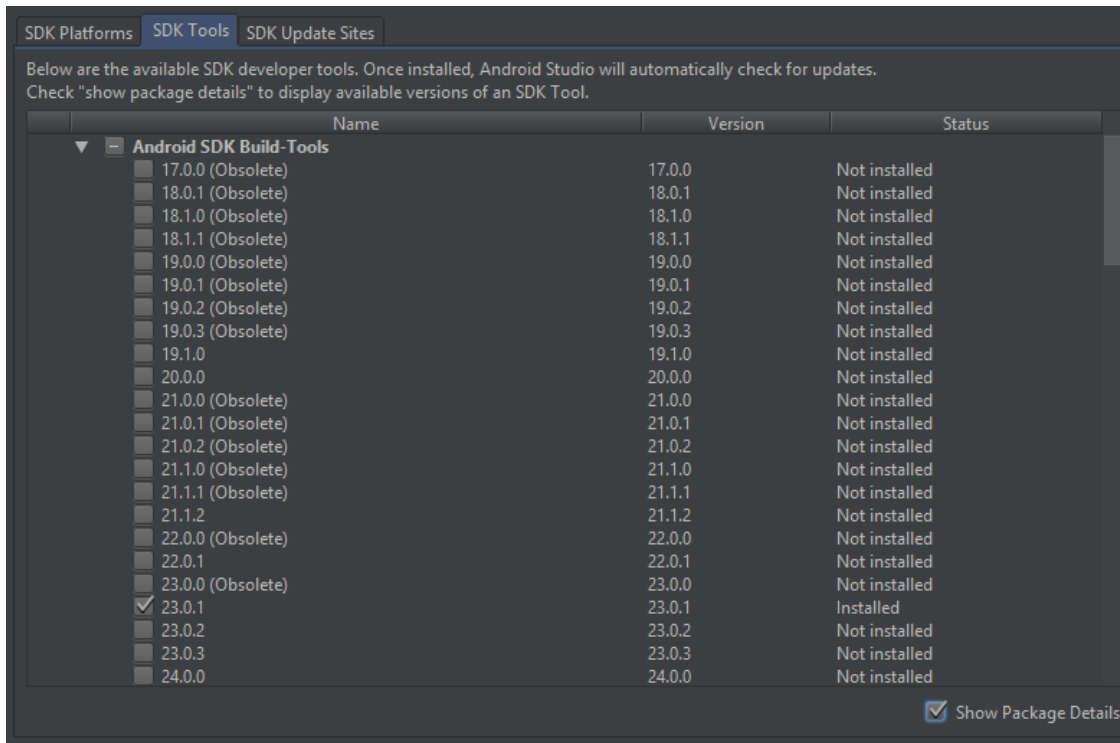 SDK Platforms SDK Tools SDK Update Sites
Below are the available SDK developer tools. Once installed, Android Studio will automatically check for updates.
Check "show package details" to display available versions of an SDK Tool.
Name Version Status
Android SDK Build-Tools
17.0.0 (Obsolete) 17.0.0 Not installed
18.0.1 (Obsolete) 18.0.1 Not installed
18.1.0 (Obsolete) 18.1.0 Not installed
18.1.1 (Obsolete) 18.1.1 Not installed
19.0.0 (Obsolete) 19.0.0 Not installed
19.0.1 (Obsolete) 19.0.1 Not installed
19.0.2 (Obsolete) 19.0.2 Not installed
19.0.3 (Obsolete) 19.0.3 Not installed
19.1.0 19.1.0 Not installed
20.0.0 20.0.0 Not installed
21.0.0 (Obsolete) 21.0.0 Not installed
21.0.1 (Obsolete) 21.0.1 Not installed
21.0.2 (Obsolete) 21.0.2 Not installed
21.1.0 (Obsolete) 21.1.0 Not installed
21.1.1 (Obsolete) 21.1.1 Not installed
21.1.2 21.1.2 Not installed
22.0.0 (Obsolete) 22.0.0 Not installed
22.0.1 22.0.1 Not installed
23.0.0 (Obsolete) 23.0.0 Not installed
23.0.1 23.0.1 Installed
23.0.2 23.0.2 Not installed
23.0.3 23.0.3 Not installed
24.0.0 24.0.0 Not installed
Show Package Details